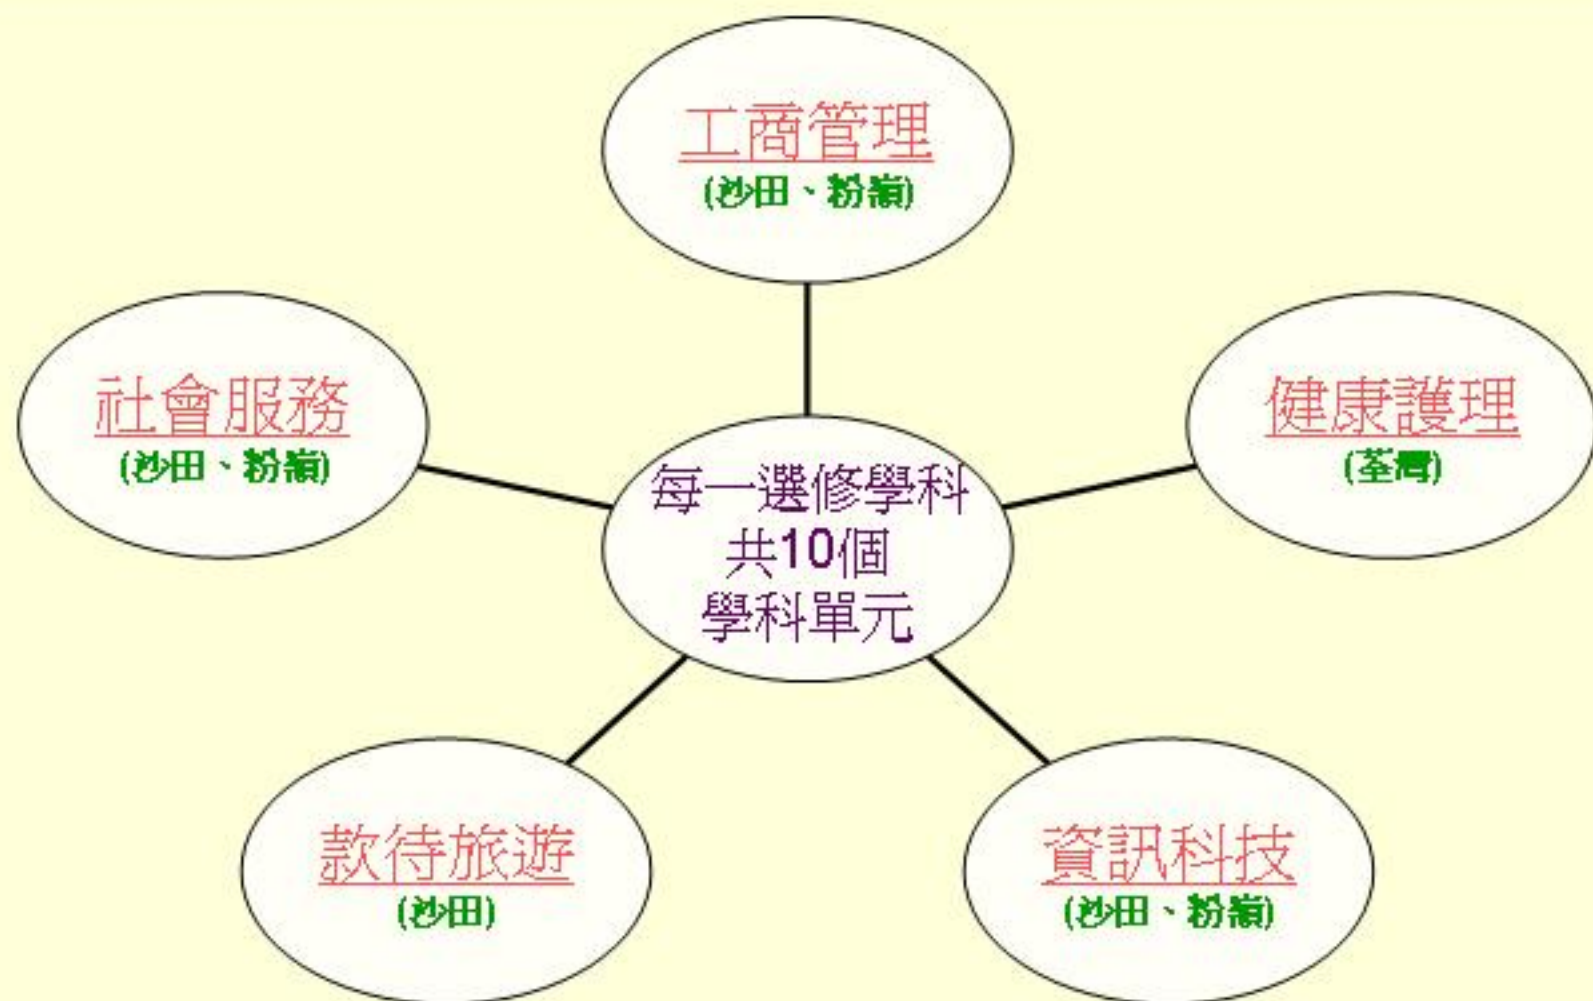 工商管理
(沙田、粉嶺)
社會服務
(沙田、粉嶺)
健康護理
(荃灣)
每一選修學科
共10個
學科單元
款待旅遊
(沙田)
資訊科技
(沙田、粉嶺)